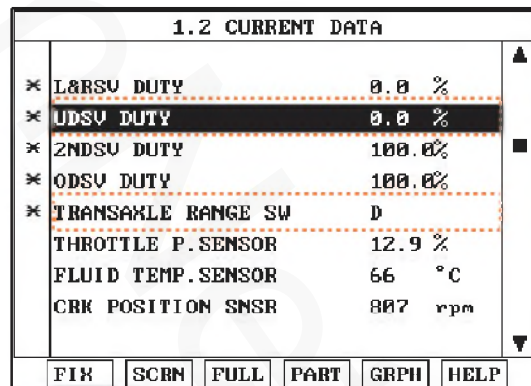 1.2 CURRENT DATA
* L&RSV DUTY 0.0 %
* UDSV DUTY 0.0 %
* 2NDSV DUTY 100.0%
* ODSV DUTY 100.0%
* TRANSAXLE RANGE SW D
THROTTLE P.SENSOR 12.9 %
FLUID TEMP.SENSOR 66 °C
CRK POSITION SNSR 807 rpm
FIX SCRN FULL PART GRPH HELP